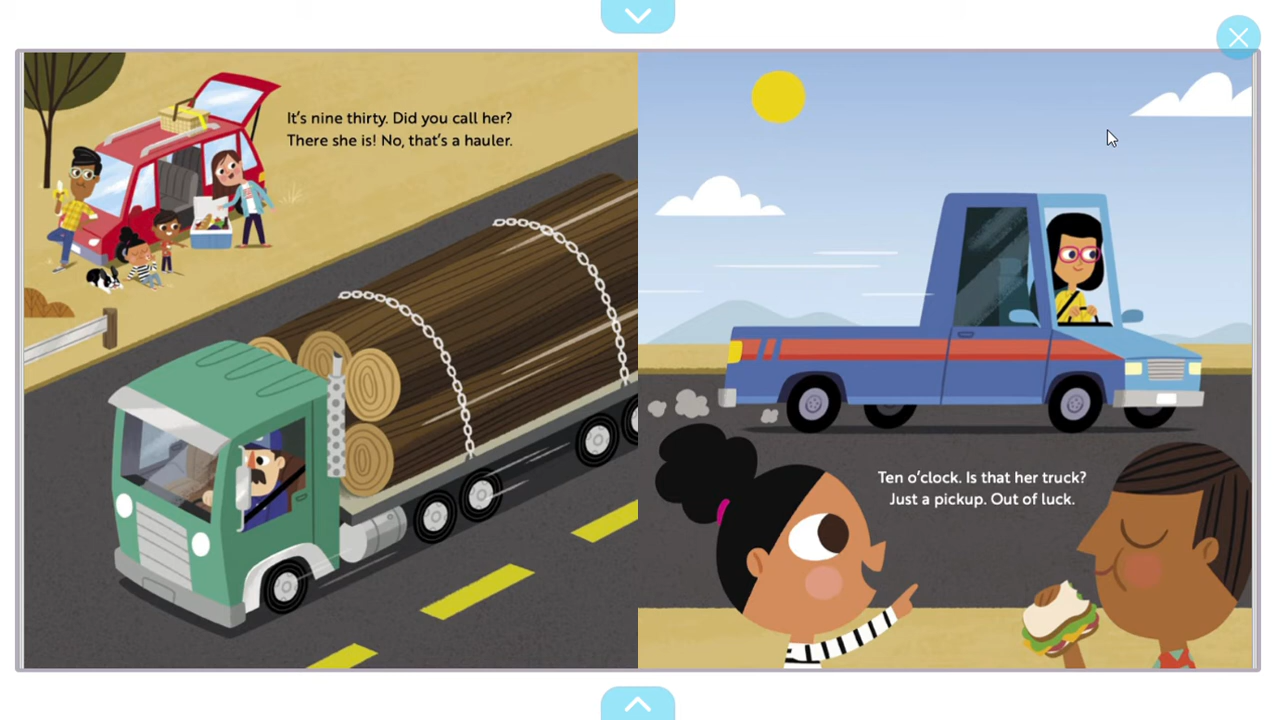 It's nine thirty. Did you call her?
There she is! No, that's a hauler.
Ten o'clock. Is that her truck?
Just a pickup. Out of luck.